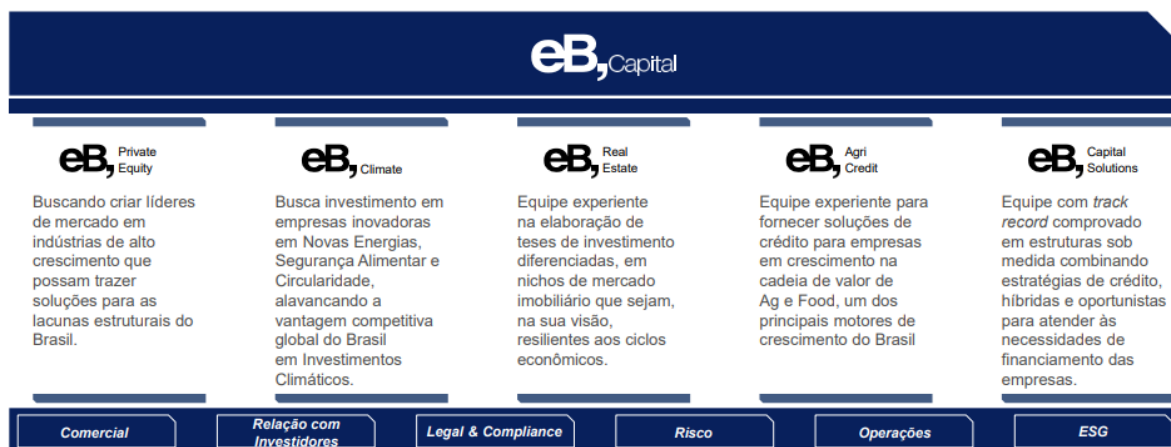 eB, Capital
eB, Private
Equity
Buscando criar líderes
de mercado em
indústrias de alto
crescimento que
possam trazer
soluções para as
lacunas estruturais do
Brasil.
eB, Climate
Busca investimento em
empresas inovadoras
em Novas Energias,
Segurança Alimentar e
Circularidade,
alavancando a
vantagem competitiva
global do Brasil
em Investimentos
Climáticos.
eB, Real
Estate
Equipe experiente
na elaboração de
teses de investimento
diferenciadas, em
nichos de mercado
imobiliário que sejam,
na sua visão,
resilientes aos ciclos
econômicos.
eB, Agri
Credit
Equipe experiente para
fornecer soluções de
crédito para empresas
em crescimento na
cadeia de valor de
Ag e Food, um dos
principais motores de
crescimento do Brasil
eB, Capital
Solutions
Equipe com track
record comprovado
em estruturas sob
medida combinando
estratégias de crédito,
híbridas e oportunistas
para atender às
necessidades de
financiamento das
empresas.
Comercial
Relação com
Investidores
Legal & Compliance
Risco
Operações
ESG